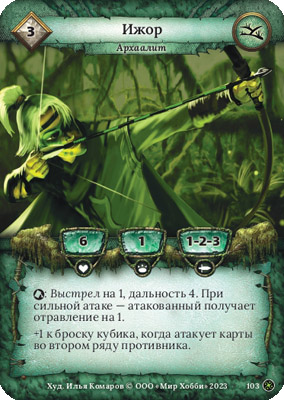 3
Ижор
Архаалит
6
1
1-2-3
: Выстрел на 1, дальность 4. При
сильной атаке — атакованный получает
отравление на 1.
+1 к броску кубика, когда атакует карты
во втором ряду противника.
Худ. Илья Комаров © ООО «Мир Хобби» 2023
103